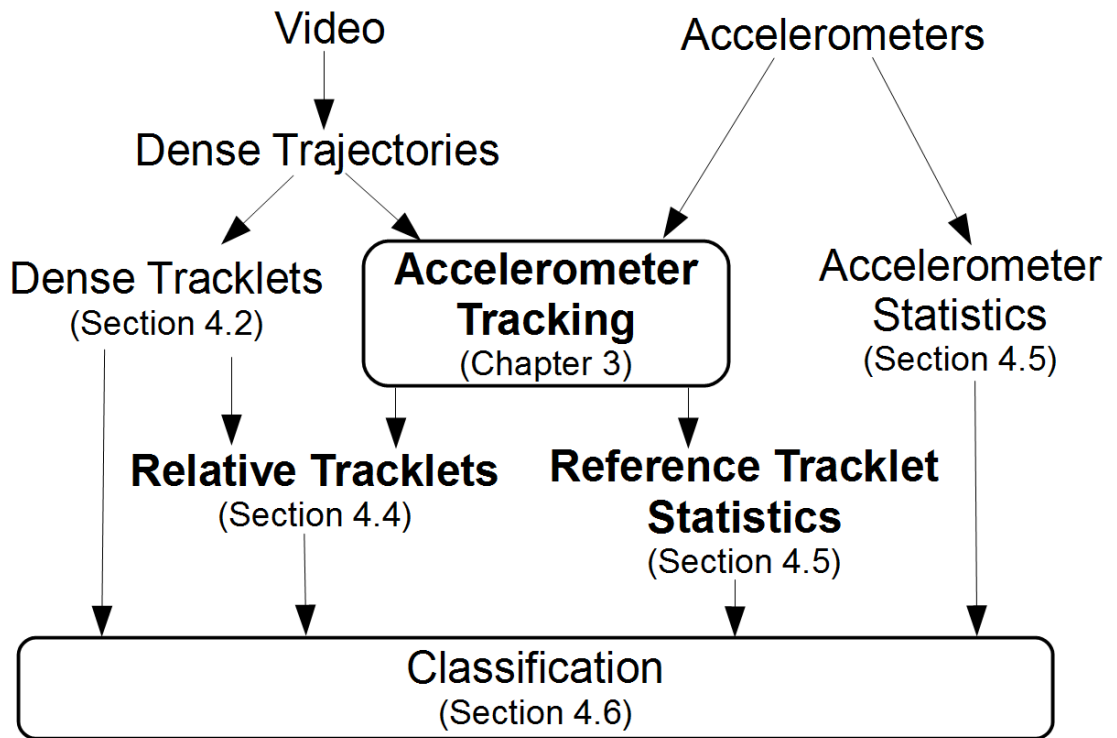 Video
Accelerometers
Dense Trajectories
Dense Tracklets
(Section 4.2)
Accelerometer
Tracking
(Chapter 3)
Accelerometer
Statistics
(Section 4.5)
Relative Tracklets
(Section 4.4)
Reference Tracklet
Statistics
(Section 4.5)
Classification
(Section 4.6)